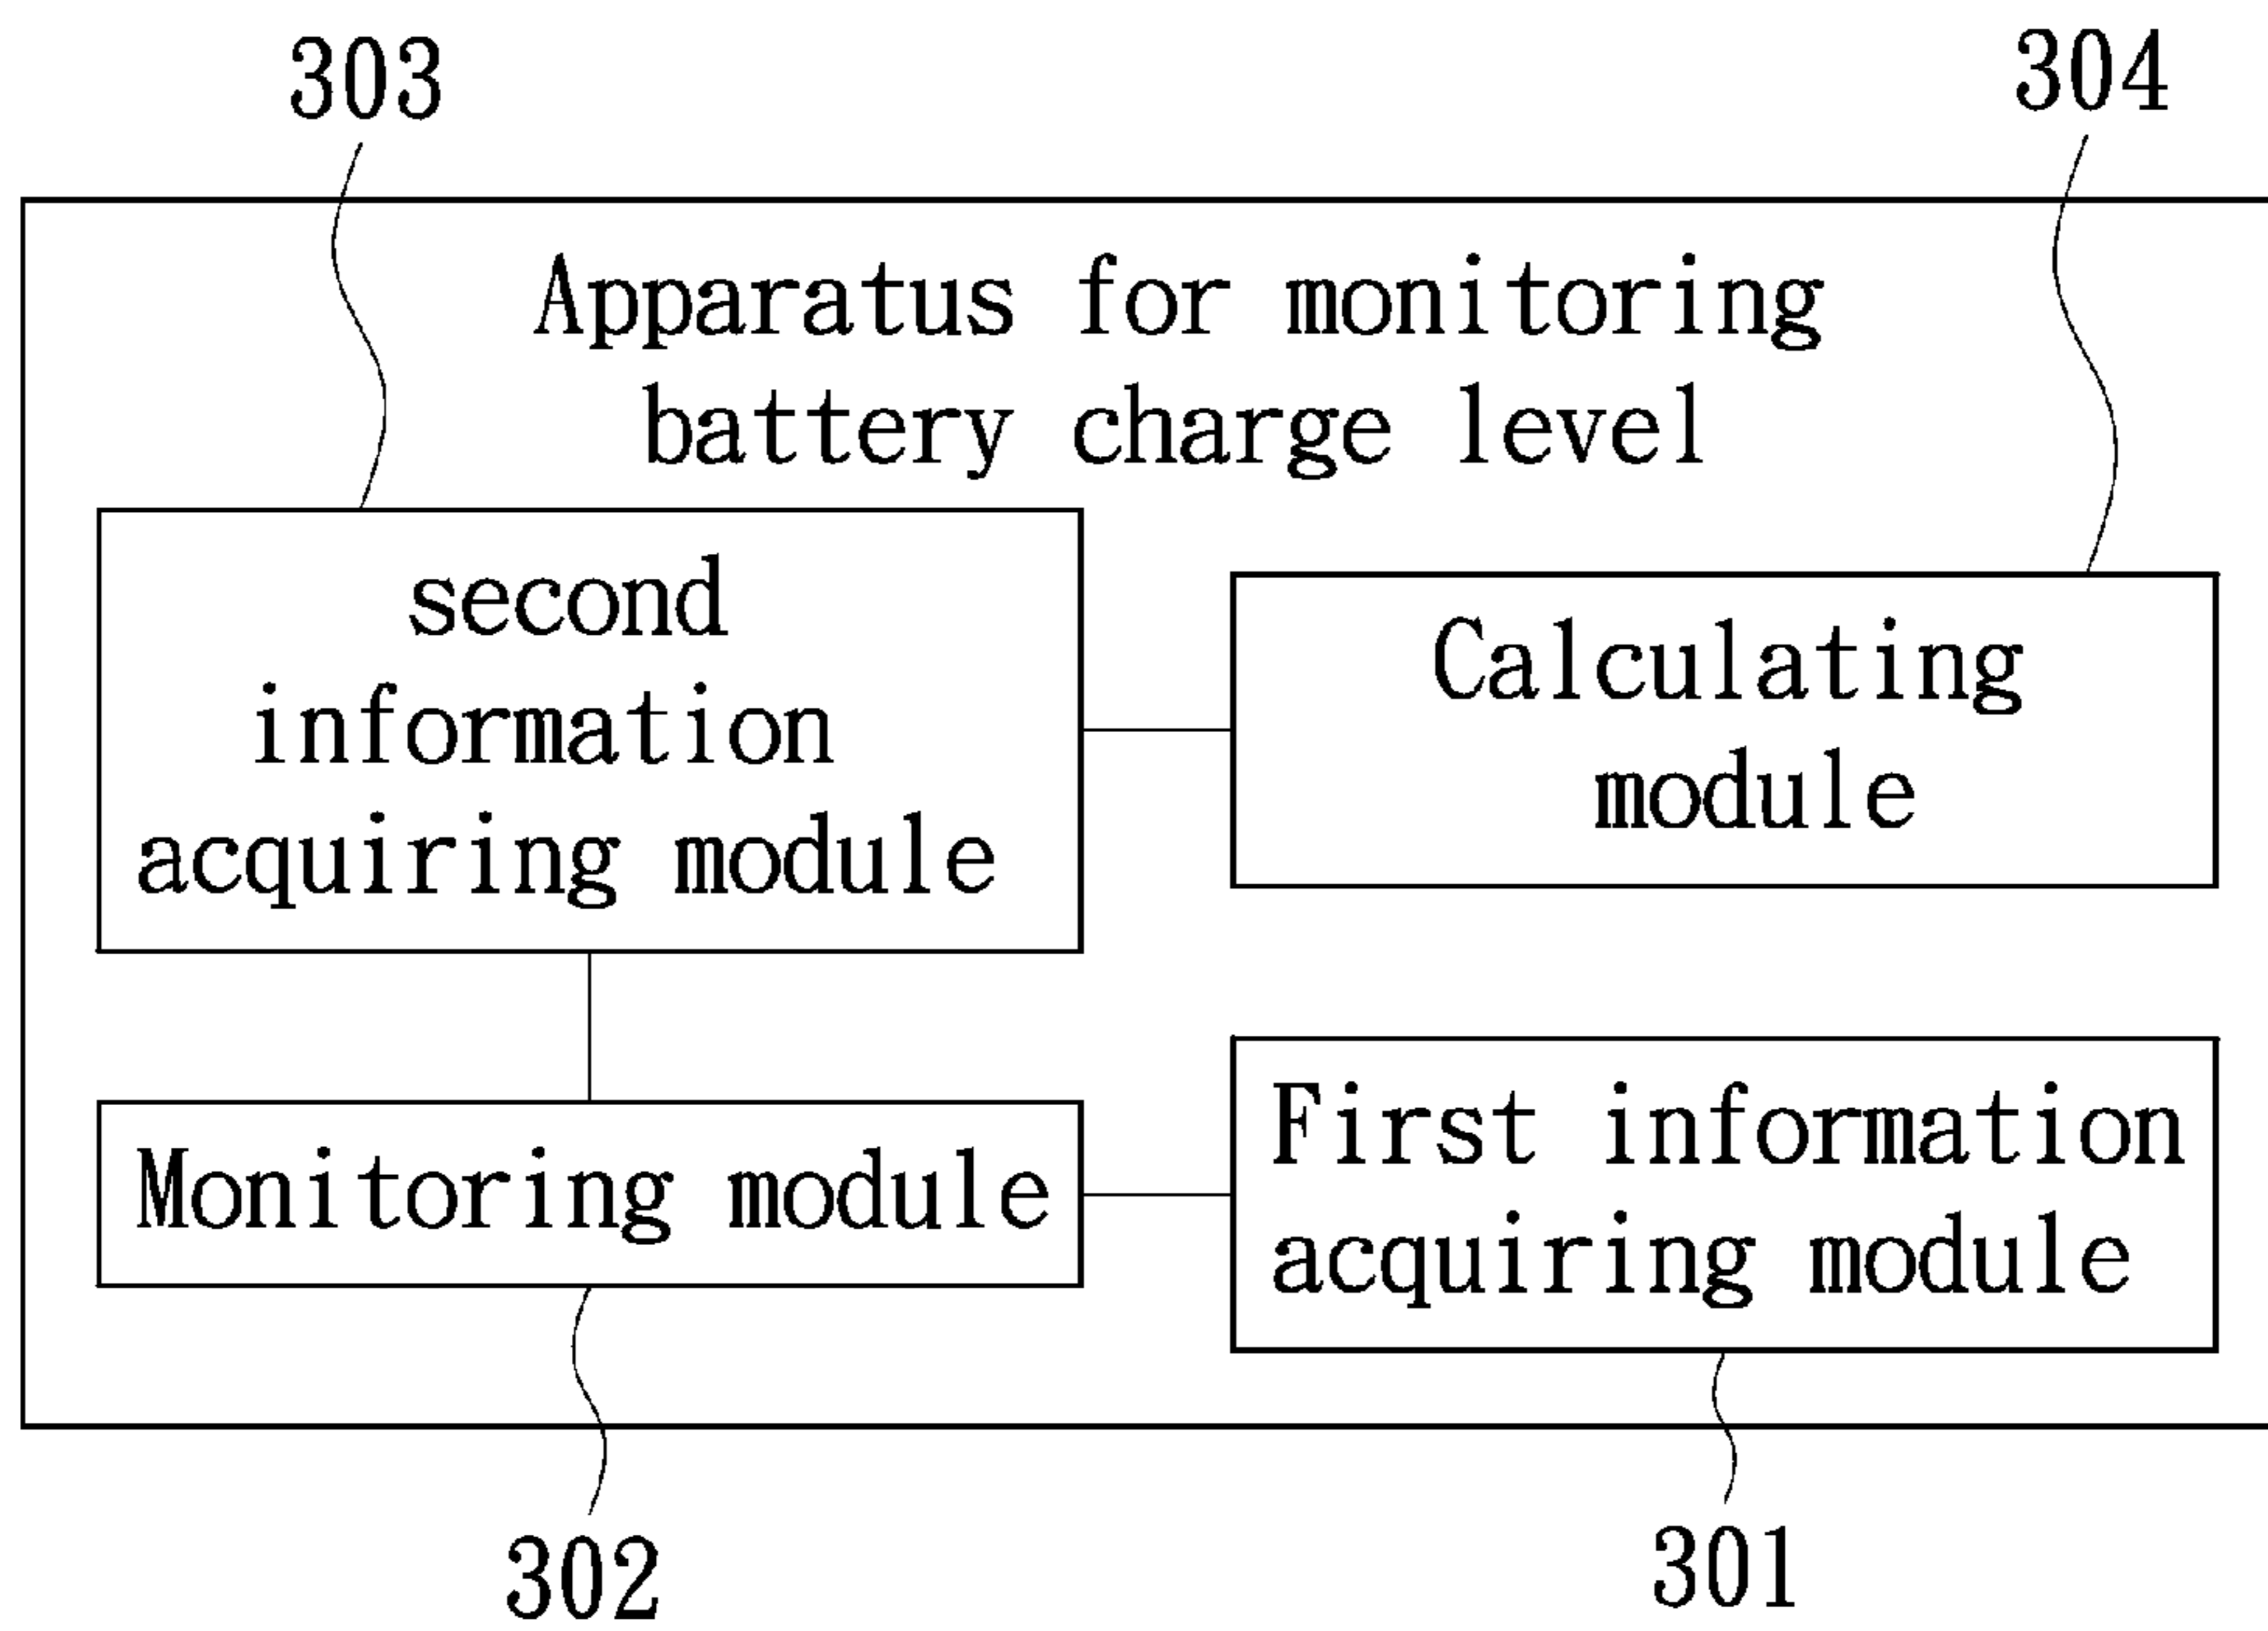 303
304
Apparatus for monitoring
battery charge level
second
information
acquiring module
Calculating
module
Monitoring module
First information
acquiring module
302
301